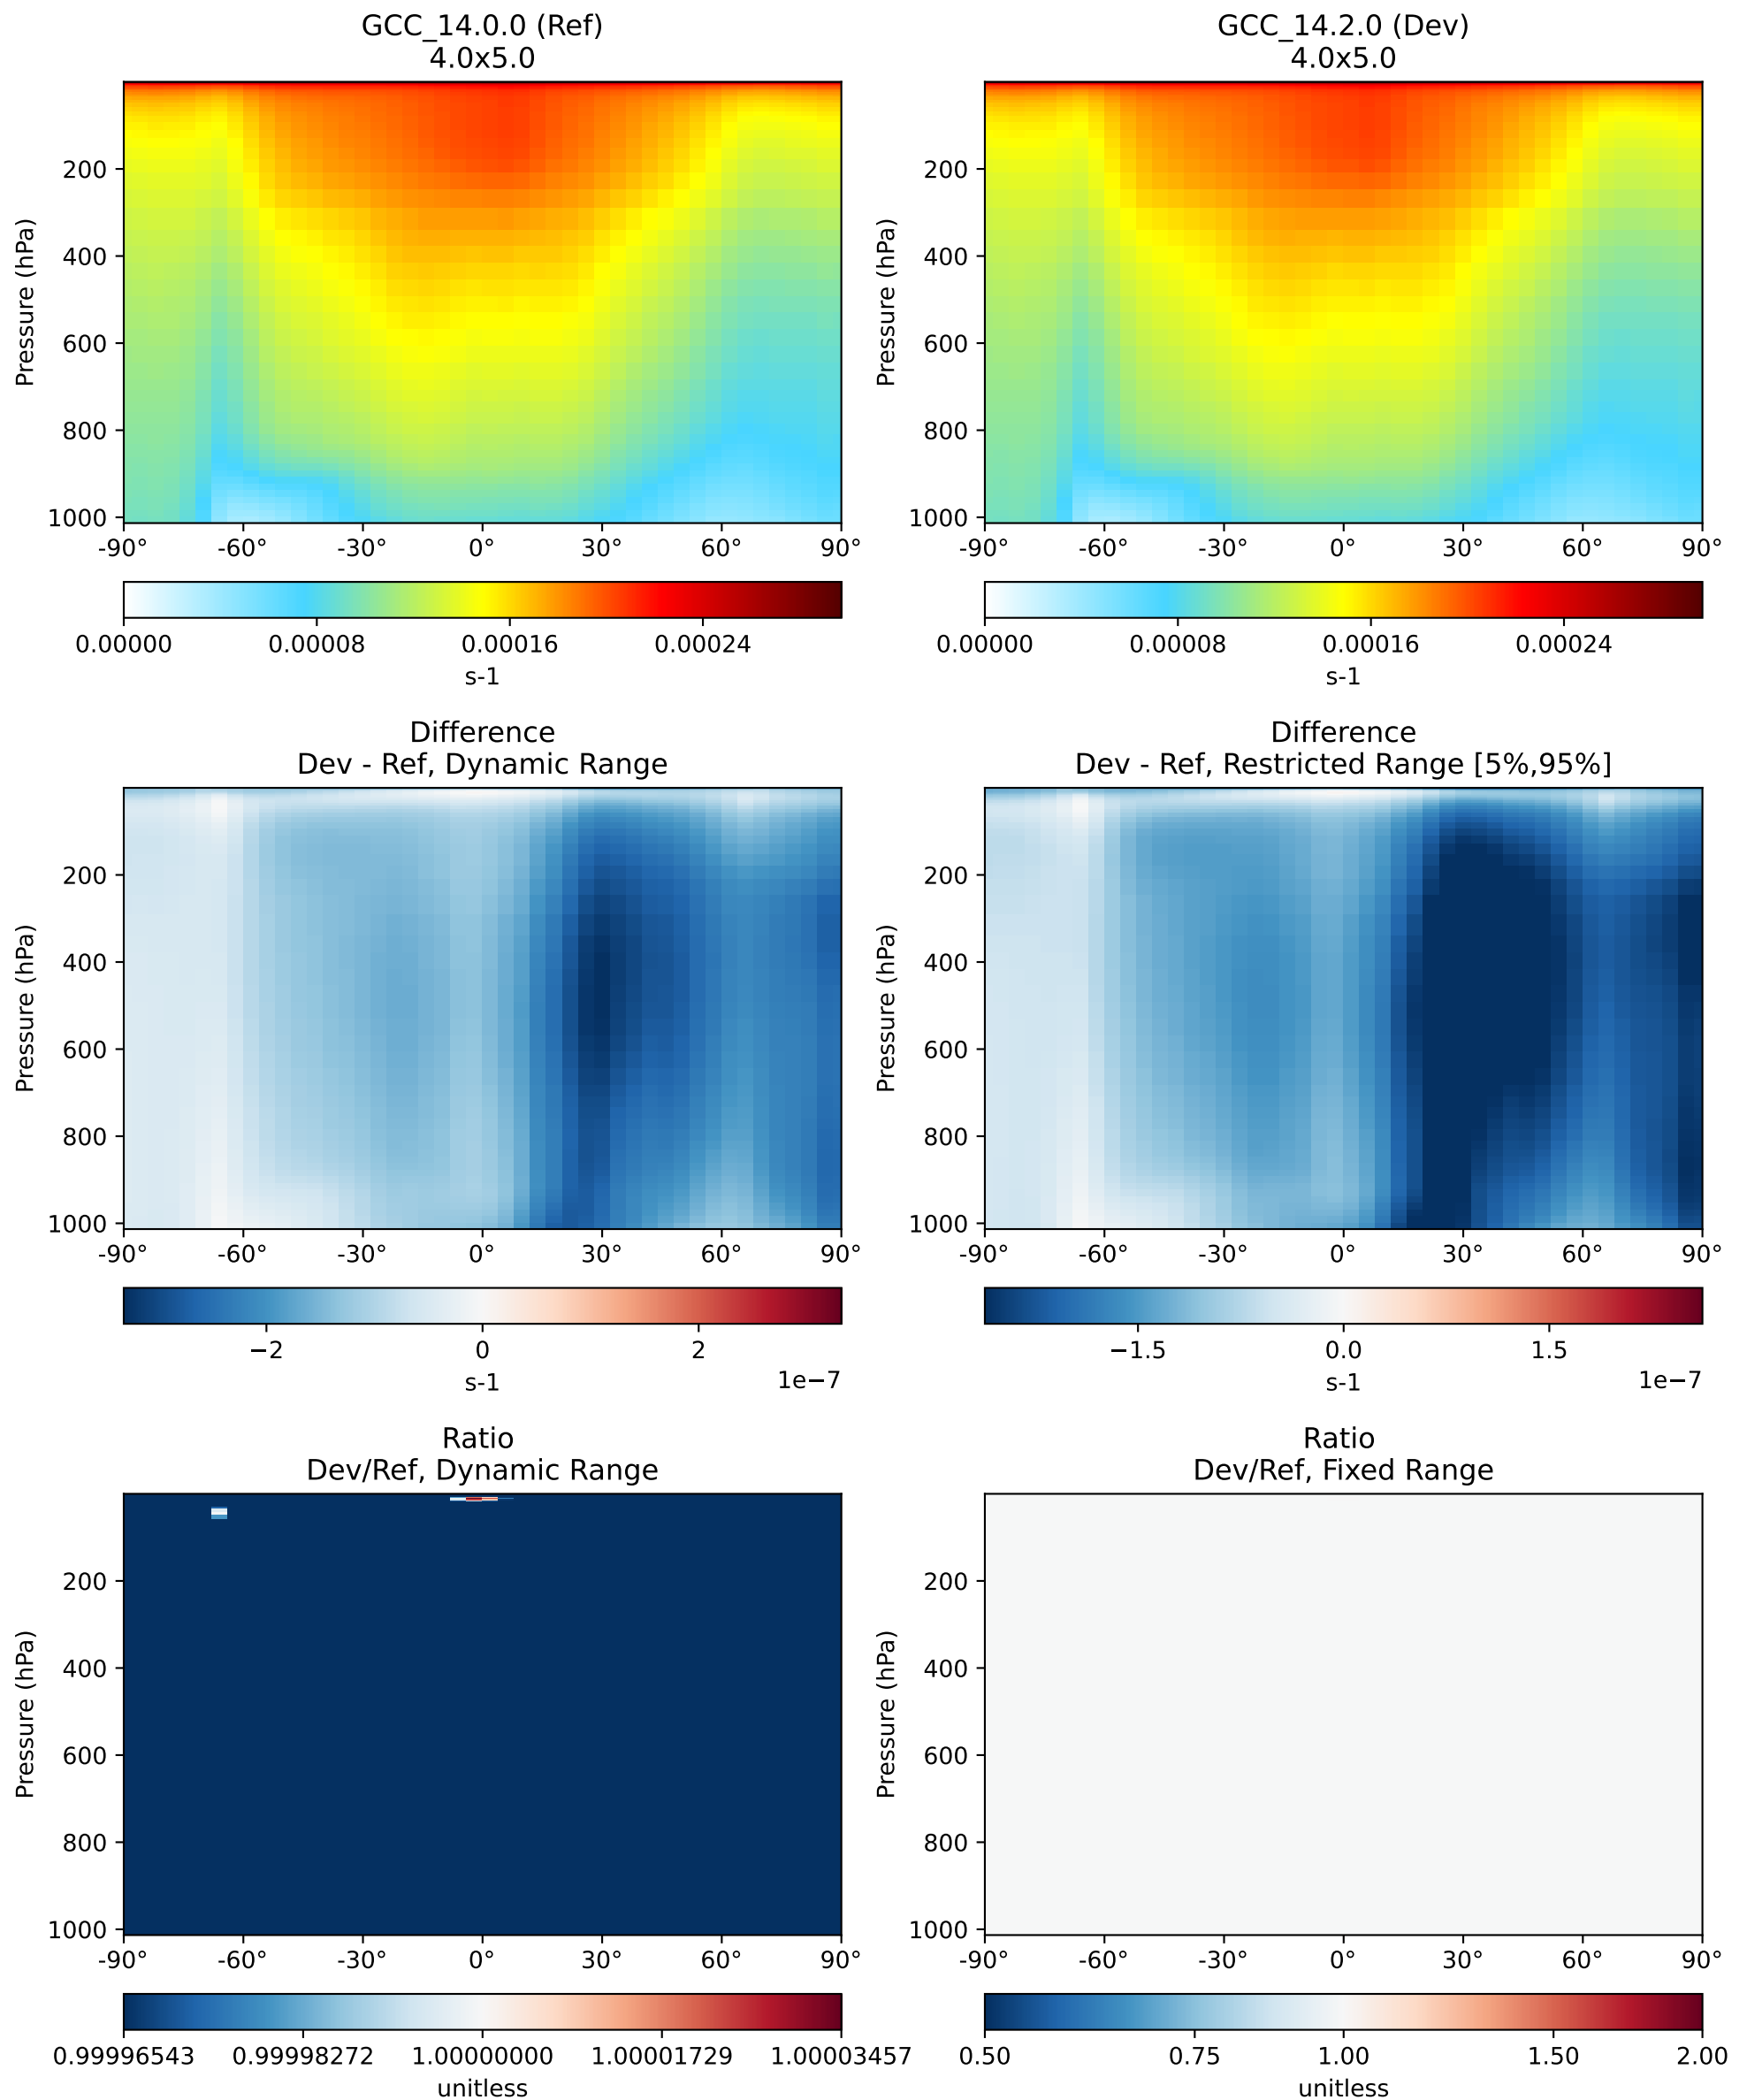 GCC_14.0.0 (Ref)
4.0x5.0
Pressure (hPa)
200
400
600
800
1000
-90° -60° -30° 0° 30° 60° 90°
0.00000 0.00008 0.00016 0.00024
s-1
GCC_14.2.0 (Dev)
4.0x5.0
Pressure (hPa)
200
400
600
800
1000
-90° -60° -30° 0° 30° 60° 90°
0.00000 0.00008 0.00016 0.00024
s-1
Difference
Dev - Ref, Dynamic Range
Pressure (hPa)
200
400
600
800
1000
-90° -60° -30° 0° 30° 60° 90°
−2 0 2
s-1
1e−7
Difference
Dev - Ref, Restricted Range [5%,95%]
Pressure (hPa)
200
400
600
800
1000
-90° -60° -30° 0° 30° 60° 90°
−1.5 0.0 1.5
s-1
1e−7
Ratio
Dev/Ref, Dynamic Range
Pressure (hPa)
200
400
600
800
1000
-90° -60° -30° 0° 30° 60° 90°
0.99996543 0.99998272 1.00000000 1.00001729 1.00003457
unitless
Ratio
Dev/Ref, Fixed Range
Pressure (hPa)
200
400
600
800
1000
-90° -60° -30° 0° 30° 60° 90°
0.50 0.75 1.00 1.50 2.00
unitless